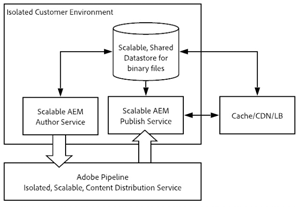 Isolated Customer Environment
Scalable, Shared
Datastore for
binary files
Scalable AEM
Author Service
Scalable AEM
Publish Service
Cache/CDN/LB
Adobe Pipeline
Isolated, Scalable, Content Distribution Service